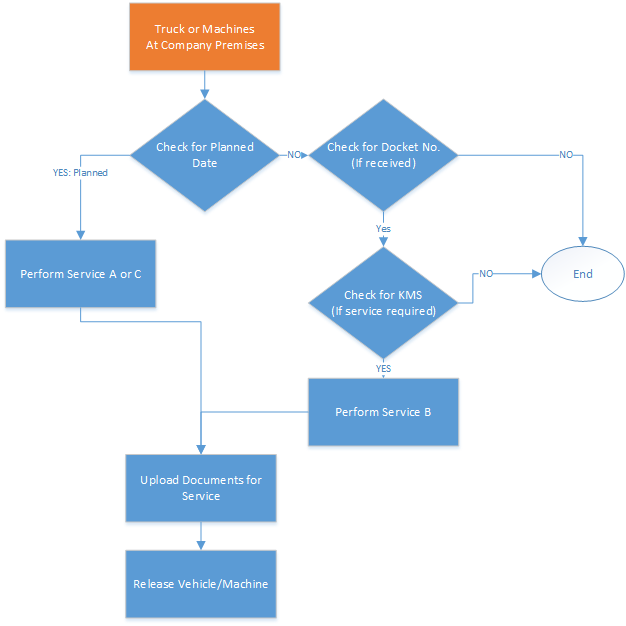 Truck or Machines
At Company Premises
Check for Planned
Date
NO
Check for Docket No.
(If received)
NO
YES: Planned
Yes
Perform Service A or C
Check for KMS
(If service required)
NO
End
YES
Perform Service B
Upload Documents for
Service
Release Vehicle/Machine